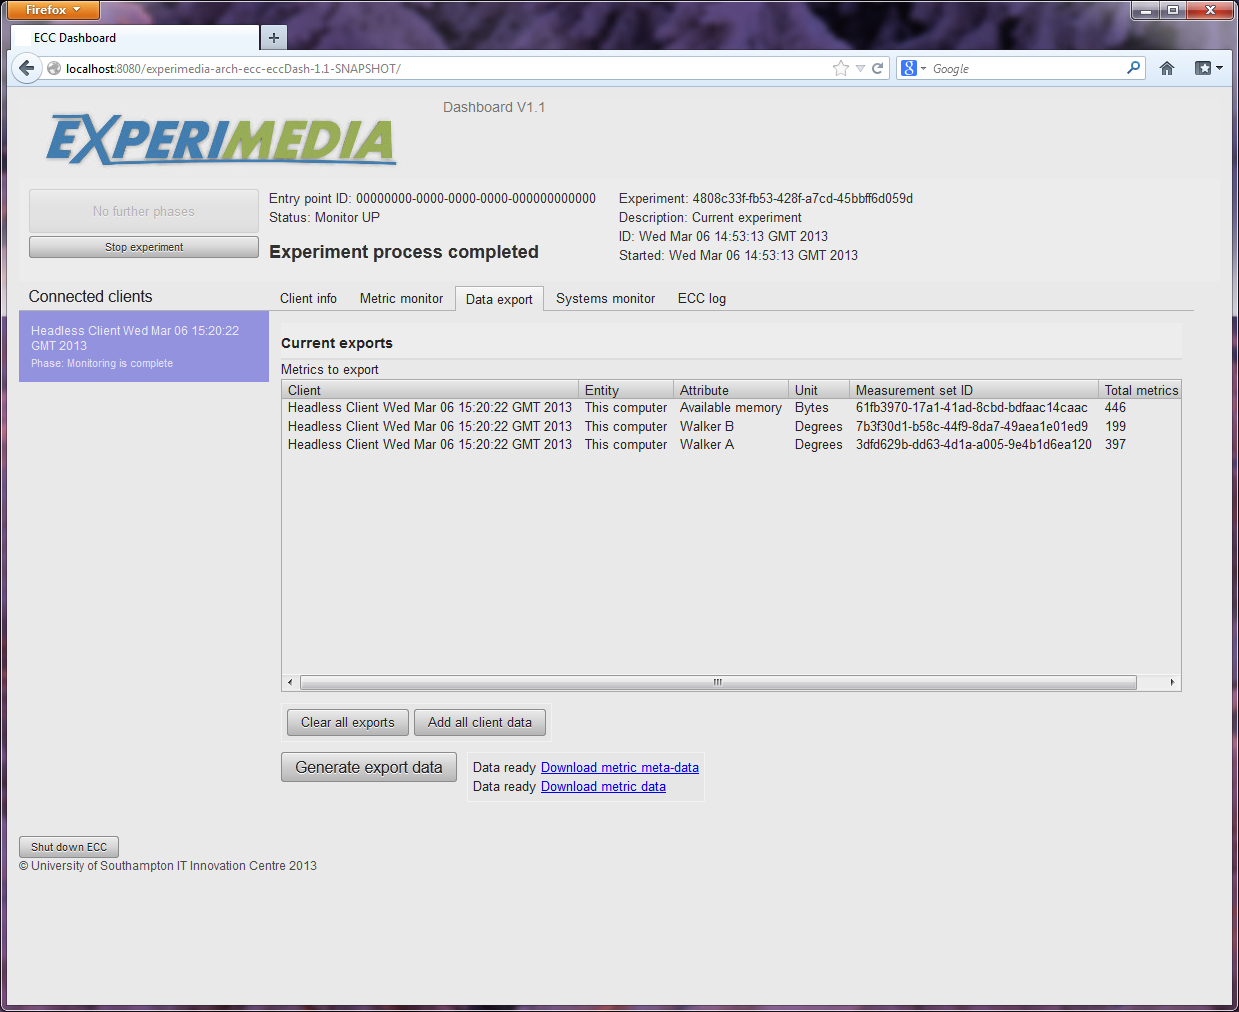 Firefox
ECC Dashboard
localhost:8080/experimedia-arch-ecc-eccDash-1.1-SNAPSHOT/
Google
Dashboard V1.1
EXPERIMEDIA
No further phases
Stop experiment
Entry point ID: 00000000-0000-0000-0000-000000000000
Status: Monitor UP
Experiment process completed
Experiment: 4808c33f-fb53-428f-a7cd-45bbff6d059d
Description: Current experiment
ID: Wed Mar 06 14:53:13 GMT 2013
Started: Wed Mar 06 14:53:13 GMT 2013
Connected clients
Headless Client Wed Mar 06 15:20:22
GMT 2013
Phase: Monitoring is complete
Client info Metric monitor Data export Systems monitor ECC log
Current exports
Metrics to export
Client Entity Attribute Unit Measurement set ID Total metrics
Headless Client Wed Mar 06 15:20:22 GMT 2013 This computer Available memory Bytes 61fb3970-17a1-41ad-8cbd-bdfaac14caac 446
Headless Client Wed Mar 06 15:20:22 GMT 2013 This computer Walker B Degrees 7b3f30d1-b58c-44f9-8da7-49aea1e01ed9 199
Headless Client Wed Mar 06 15:20:22 GMT 2013 This computer Walker A Degrees 3dfd629b-dd63-4d1a-a005-9e4b1d6ea120 397
Clear all exports Add all client data
Generate export data
Data ready Download metric meta-data
Data ready Download metric data
Shut down ECC
© University of Southampton IT Innovation Centre 2013